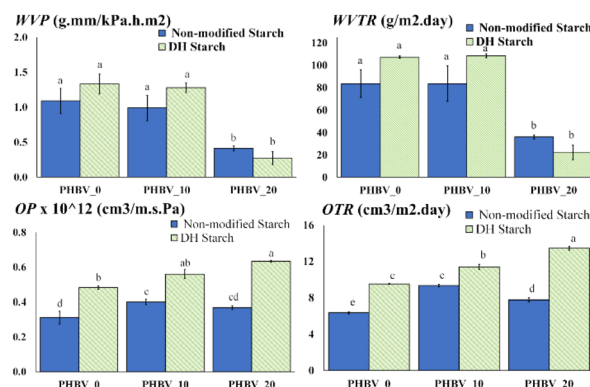 WVP (g.mm/kPa.h.m2)
Non-modified Starch
DH Starch
2.0
1.5
1.0
0.5
0.0
a a a a b b
PHBV_0 PHBV_10 PHBV_20
WVTR (g/m2.day)
Non-modified Starch
DH Starch
120
100
80
60
40
20
0
a a a a b b
PHBV_0 PHBV_10 PHBV_20
OP x 10^12 (cm3/m.s.Pa)
Non-modified Starch
DH Starch
0.8
0.6
0.4
0.2
0.0
d b c ab cd a
PHBV_0 PHBV_10 PHBV_20
OTR (cm3/m2.day)
Non-modified Starch
DH Starch
16
12
8
4
0
e c c b d a
PHBV_0 PHBV_10 PHBV_20